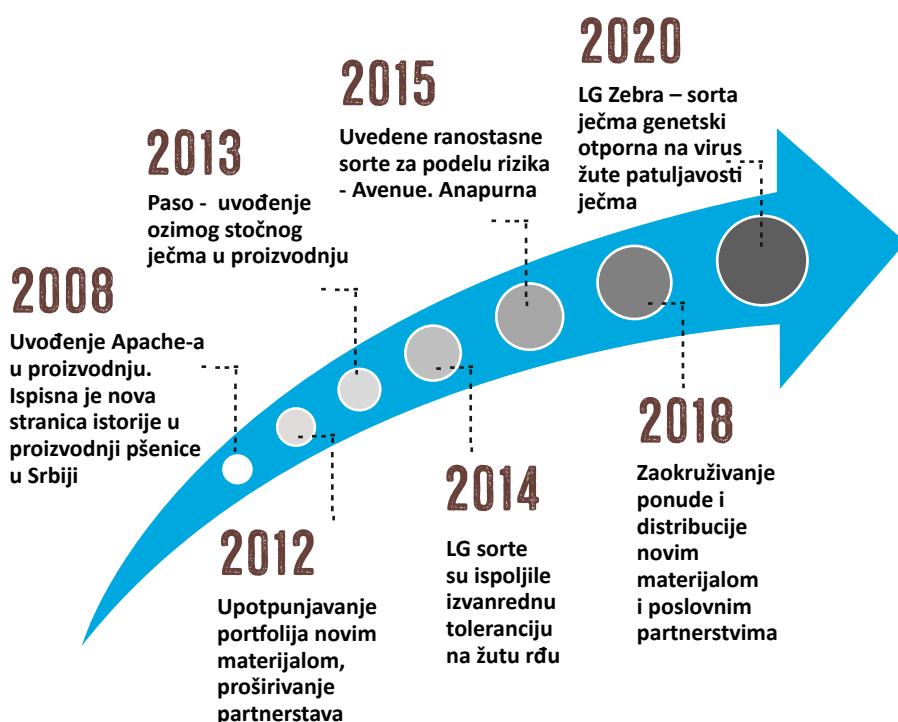 2008
Uvođenje Apache-a
u proizvodnju.
Ispisna je nova
stranica istorije u
proizvodnji pšenice
u Srbiji
2012
Upotpunjavanje
portfolija novim
materijalom,
proširivanje
partnerstava
2013
Paso - uvođenje
ozimog stočnog
ječma u proizvodnju
2014
LG sorte
su ispoljile
izvanrednu
toleranciju
na žutu rđu
2015
Uvedene ranostasne
sorte za podelu rizika
- Avenue. Anapurna
2018
Zaokruživanje
ponude i
distribucije
novim
materijalom
i poslovnim
partnerstvima
2020
LG Zebra – sorta
ječma genetski
otporna na virus
žute patuljavosti
ječma